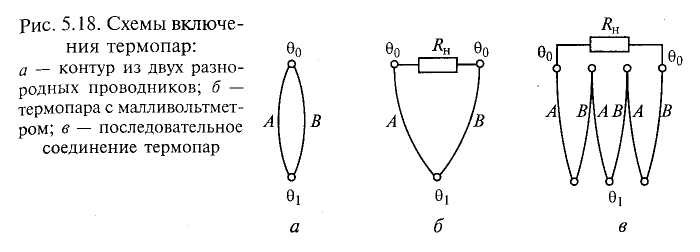 Рис. 5.18. Схемы включе-
ния термопар:
а — контур из двух разно-
родных проводников; б —
термопара с малливольтмет-
ром; в — последовательное
соединение термопар
θ₀
A
B
θ₁
а
θ₀
Rн
θ₀
A
B
θ₁
б
Rн
θ₀
θ₀
A
B
A
B
A
B
θ₁
в